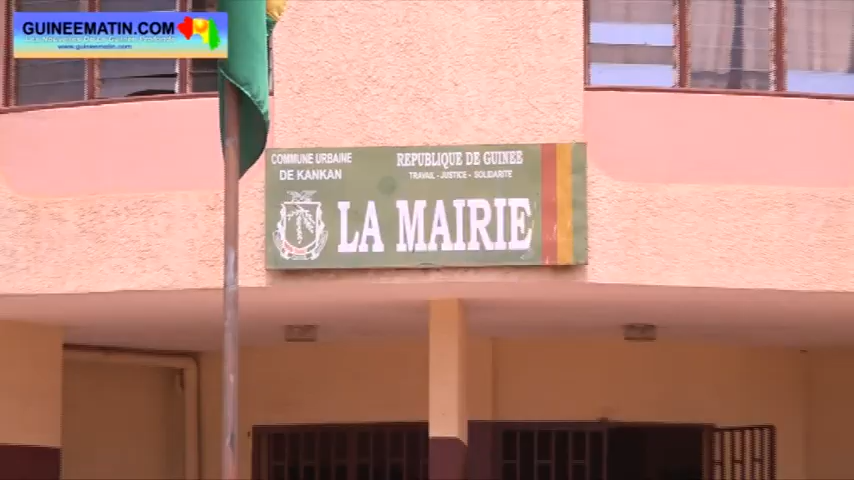 GUINEEMATIN.COM
www.guineematin.com
COMMUNE URBAINE
DE KANKAN
REPUBLIQUE DE GUINEE
TRAVAIL - JUSTICE - SOLIDARITE
LA MAIRIE